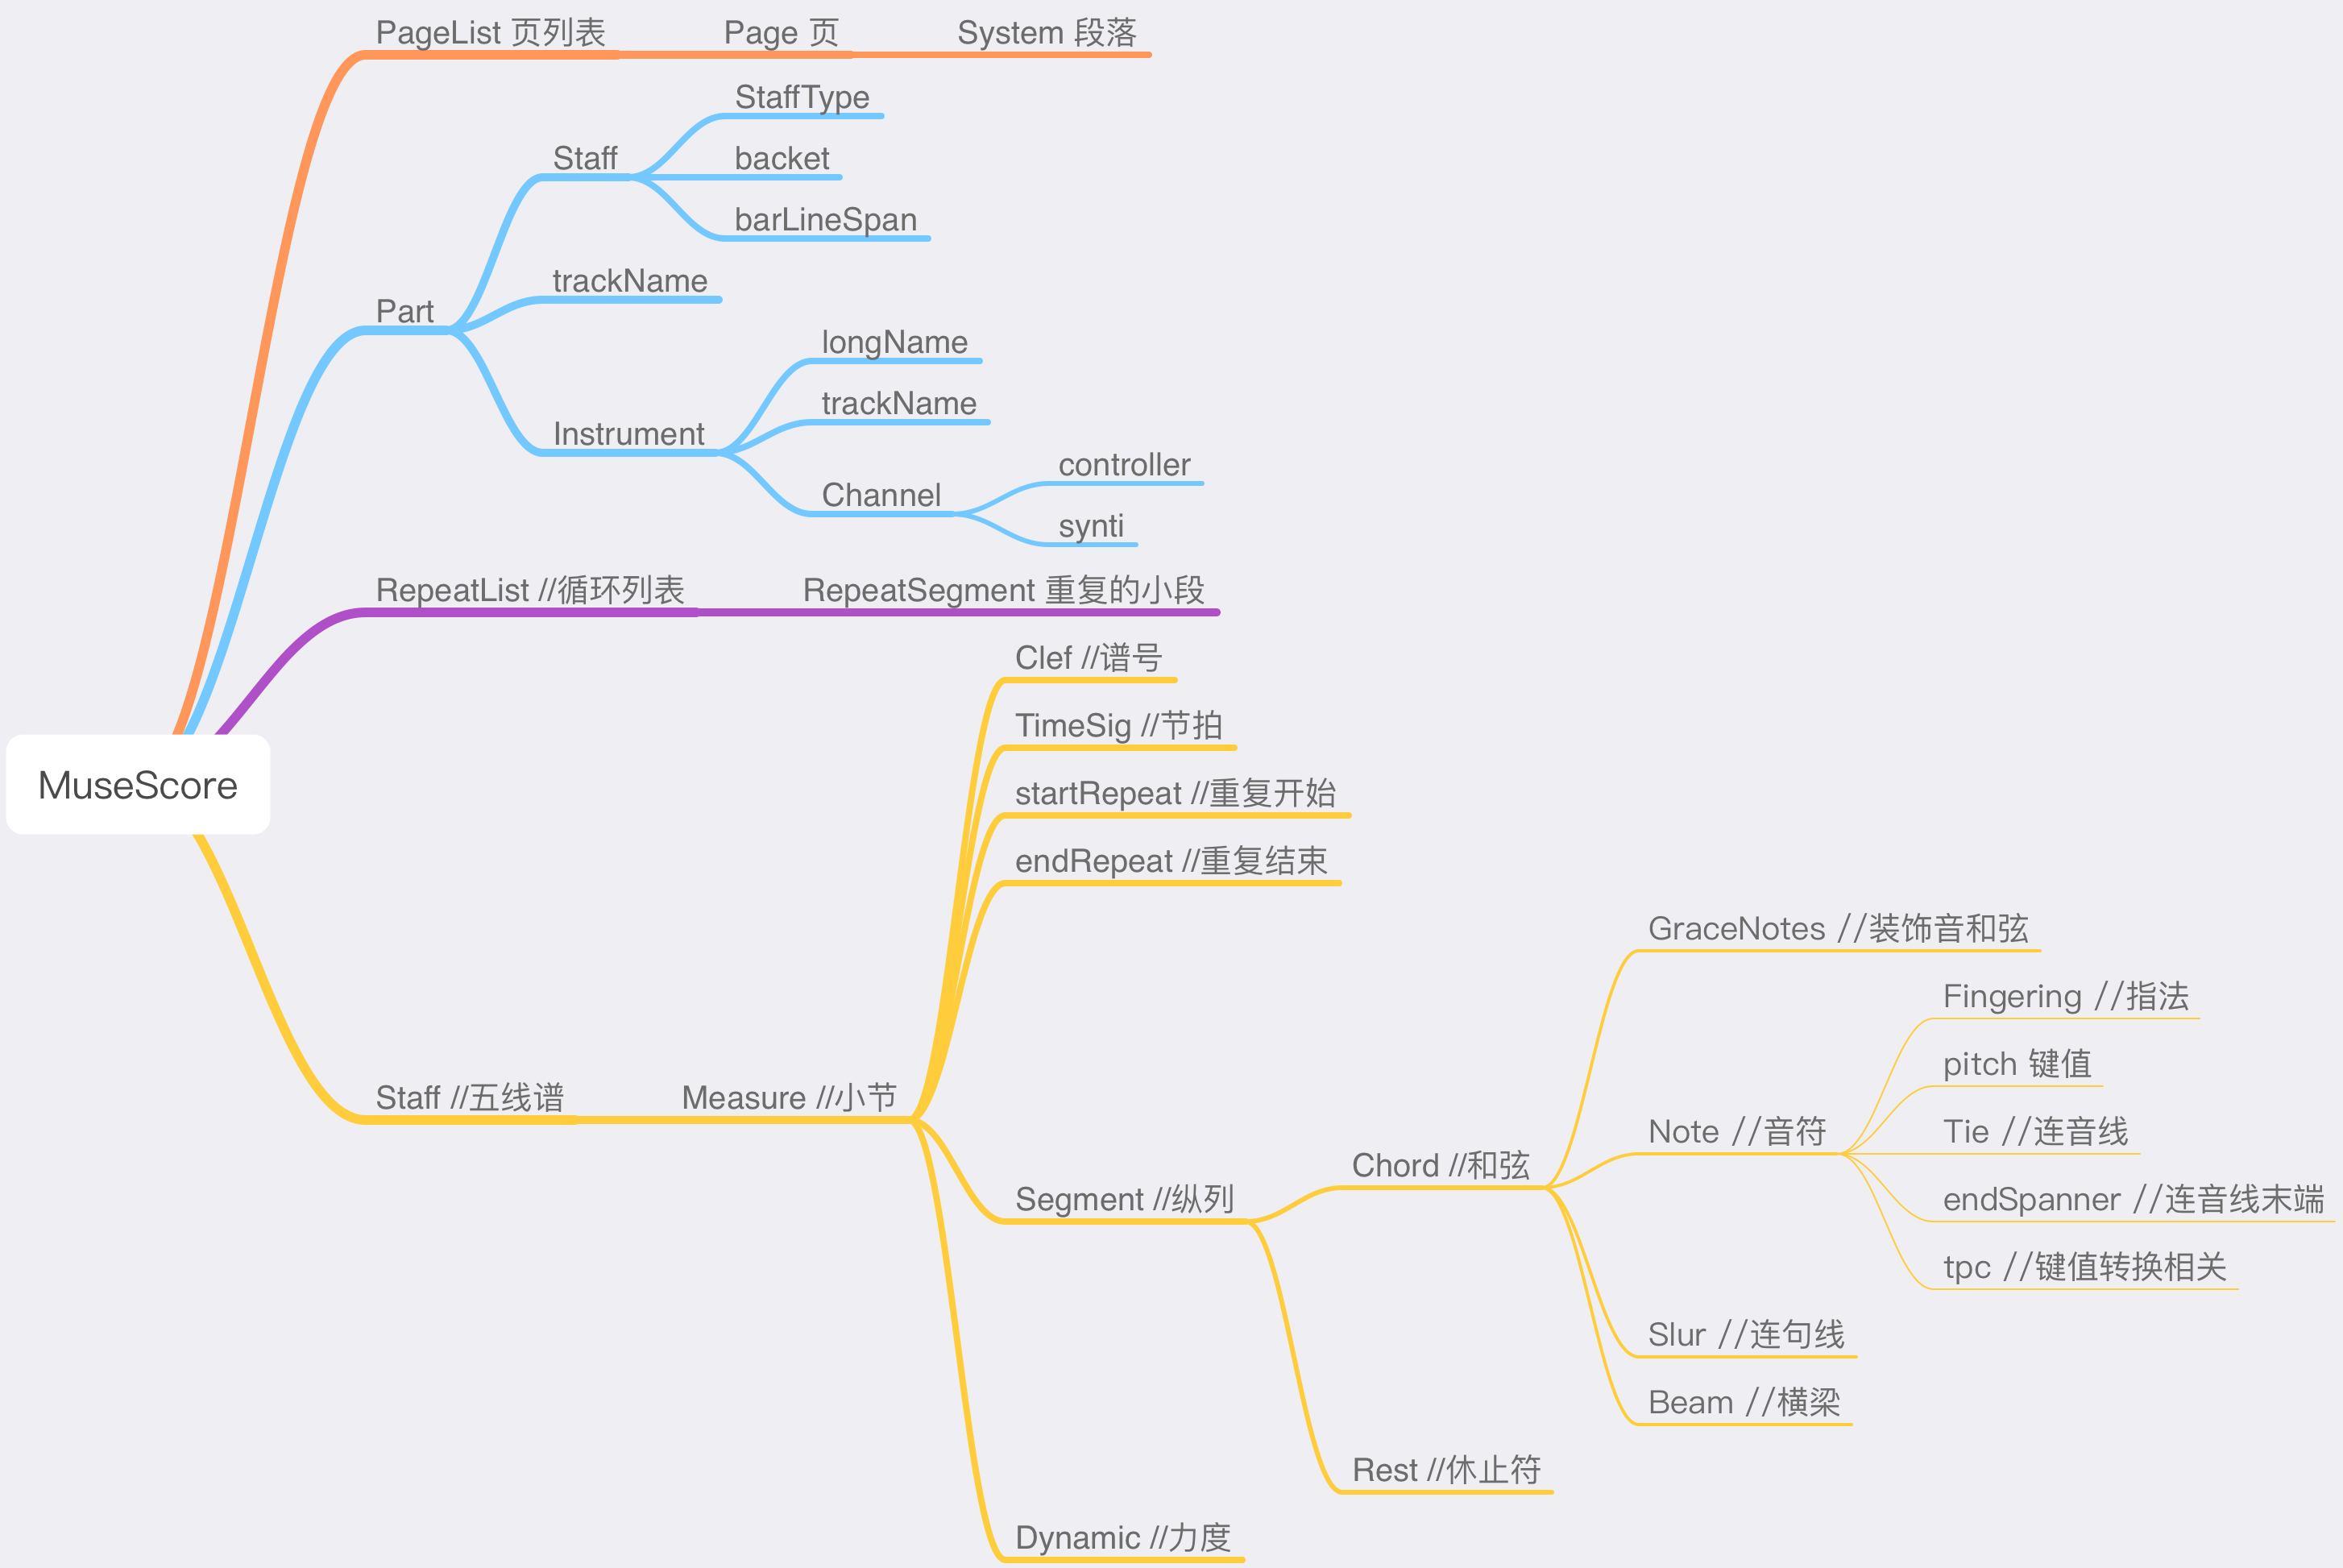 PageList 页列表
Page 页
System 段落
StaffType
Staff
backet
barLineSpan
trackName
Part
longName
trackName
Instrument
controller
Channel
synti
RepeatList //循环列表
RepeatSegment 重复的小段
Clef //谱号
TimeSig //节拍
MuseScore
startRepeat //重复开始
endRepeat //重复结束
GraceNotes //装饰音和弦
Fingering //指法
pitch 键值
Staff //五线谱
Measure //小节
Note //音符
Tie //连音线
Chord //和弦
Segment //纵列
endSpanner //连音线末端
tpc //键值转换相关
Slur //连句线
Beam //横梁
Rest //休止符
Dynamic //力度